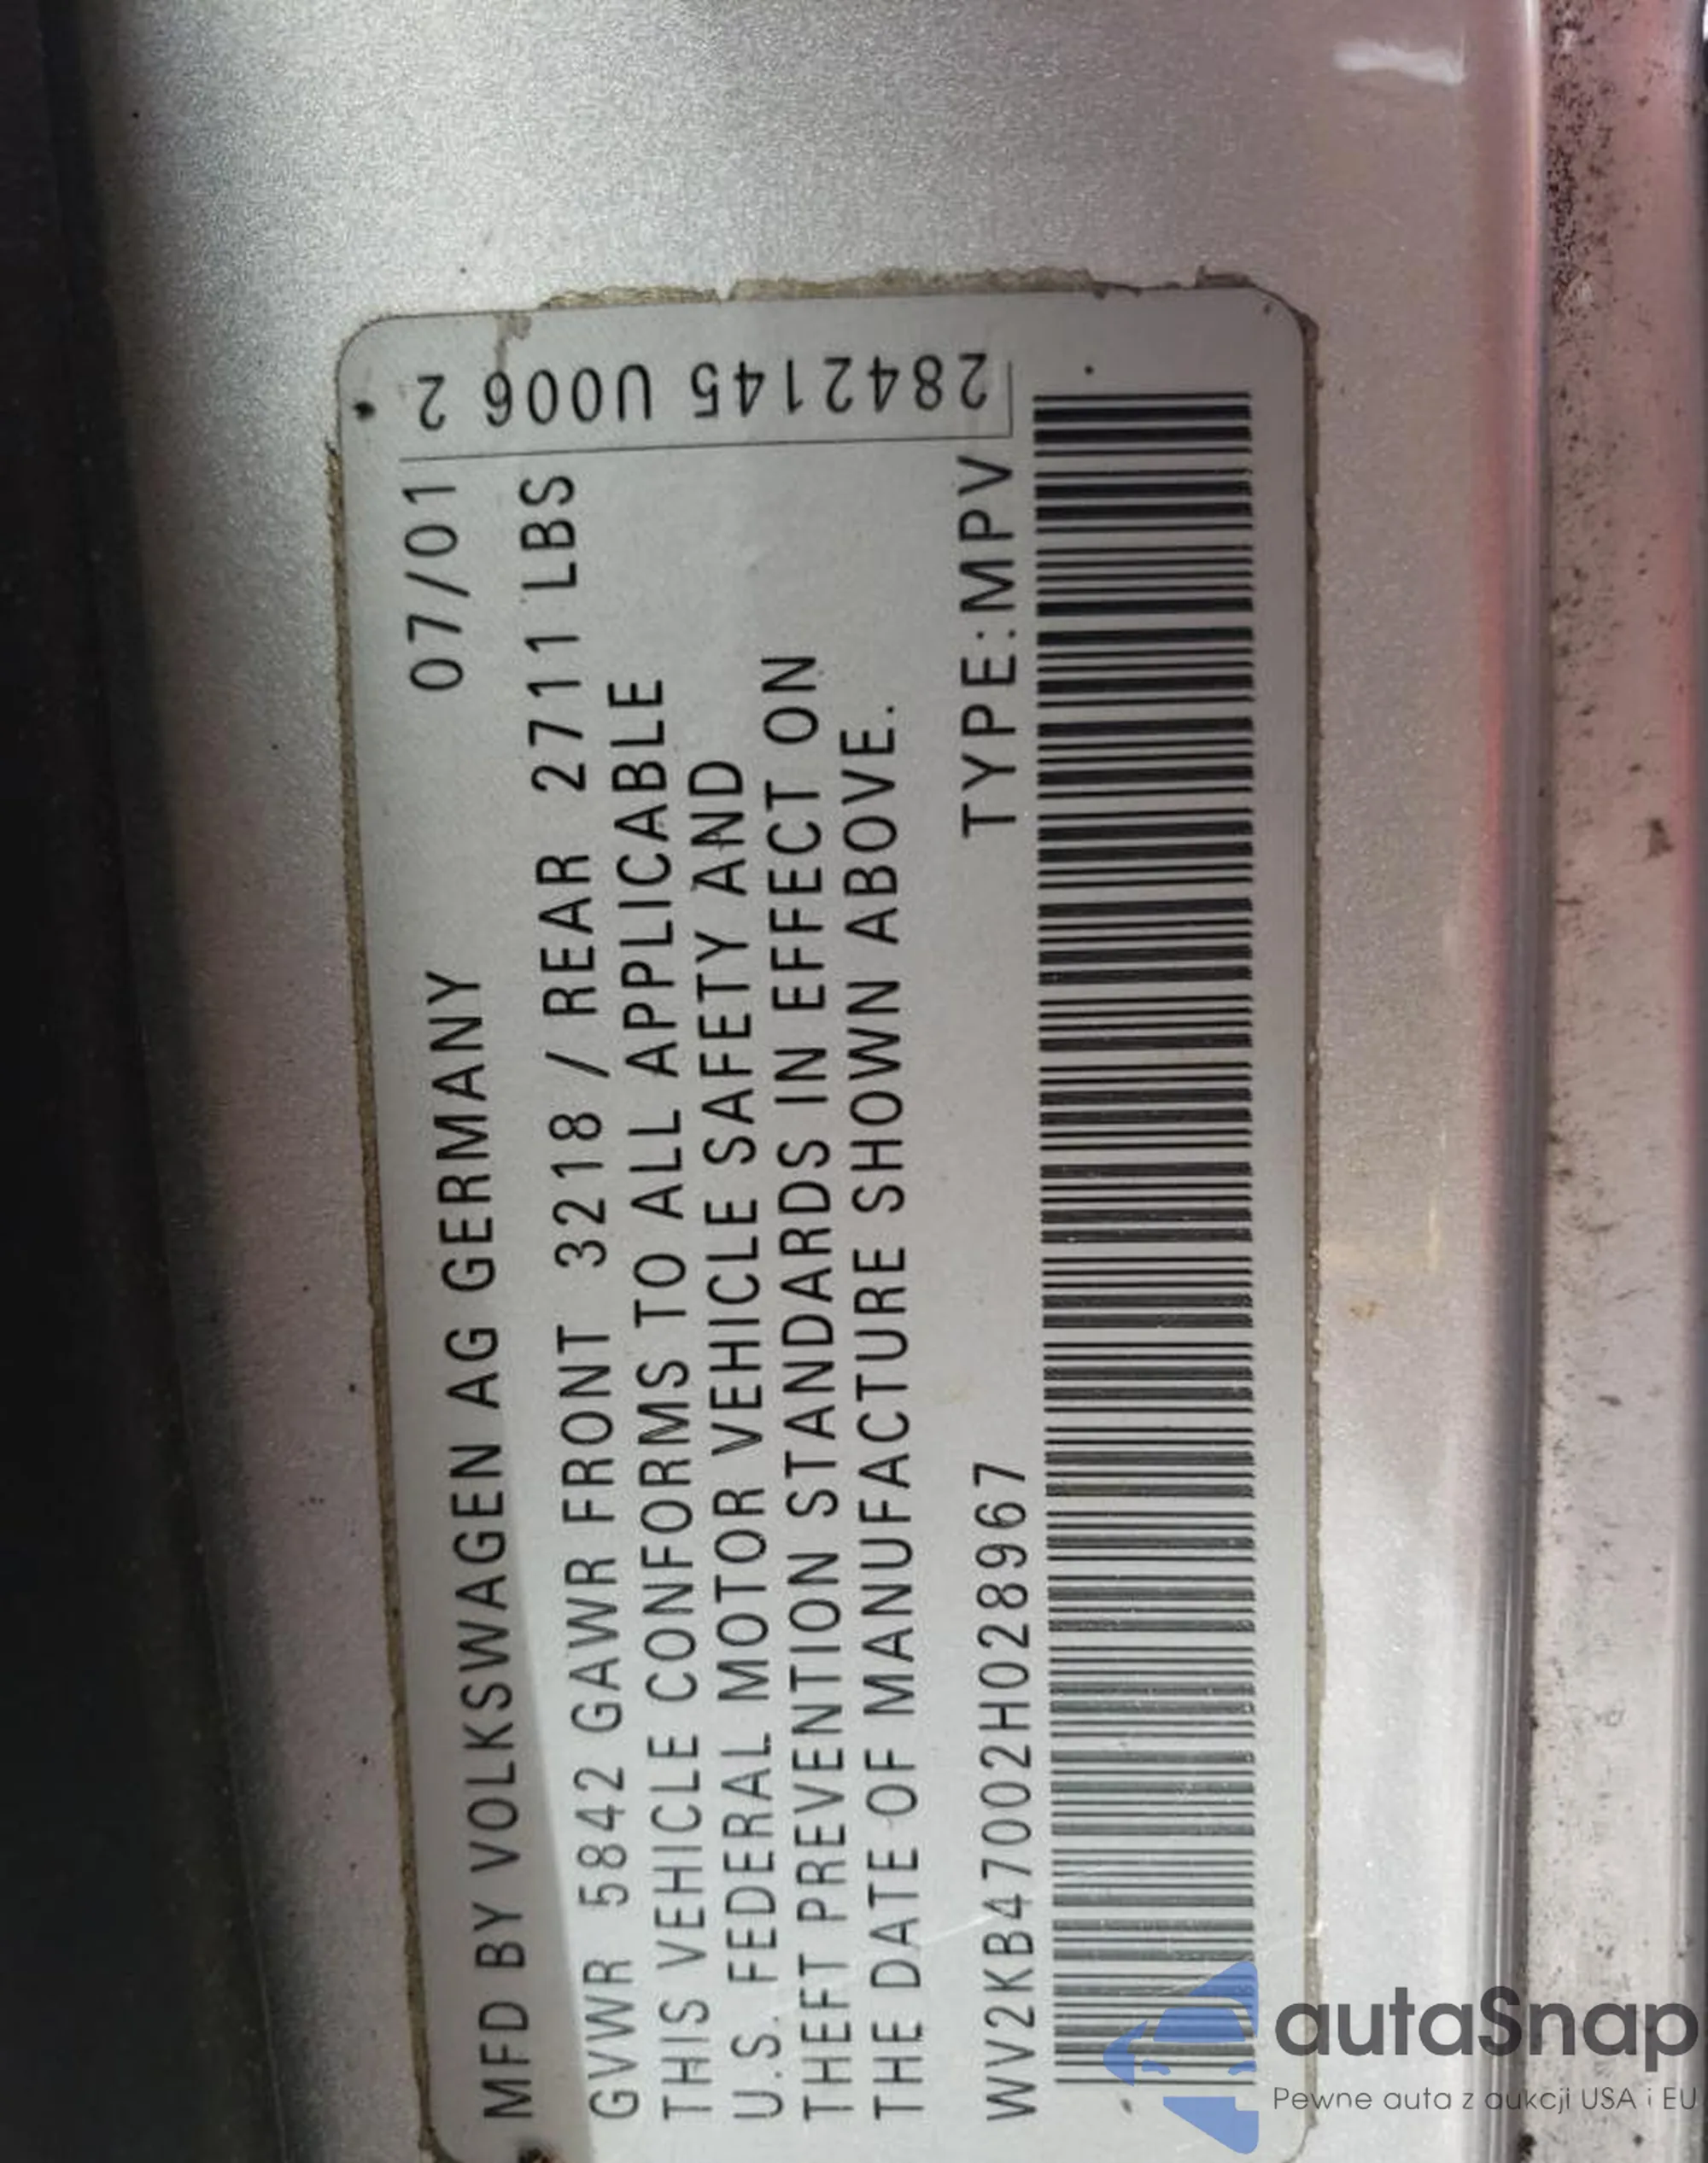 MFD BY VOLKSWAGEN AG GERMANY 07/01
GVWR 5842 GAWR FRONT 3218 / REAR 2711 LBS
THIS VEHICLE CONFORMS TO ALL APPLICABLE
U.S. FEDERAL MOTOR VEHICLE SAFETY AND
THEFT PREVENTION STANDARDS IN EFFECT ON
THE DATE OF MANUFACTURE SHOWN ABOVE.
WV2KB47002H028967 TYPE:MPV
2842145 U006 2
autaSnap
Pewne auta z aukcji USA i EU